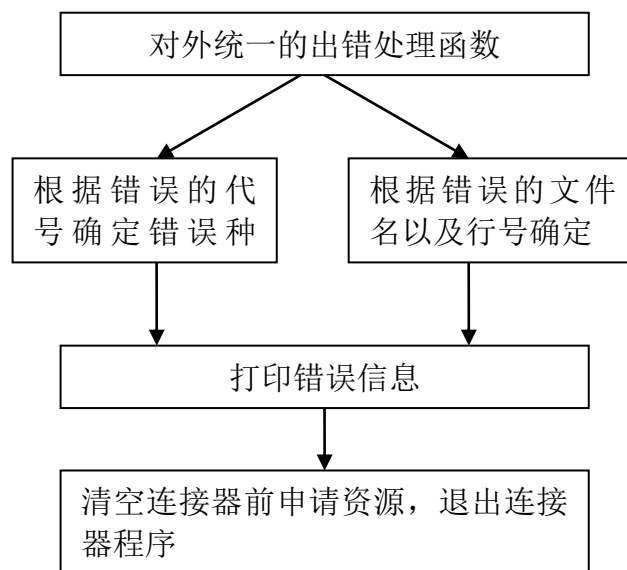 对外统一的出错处理函数
根据错误的代
号确定错误种
根据错误的文件
名以及行号确定
打印错误信息
清空连接器前申请资源，退出连接
器程序